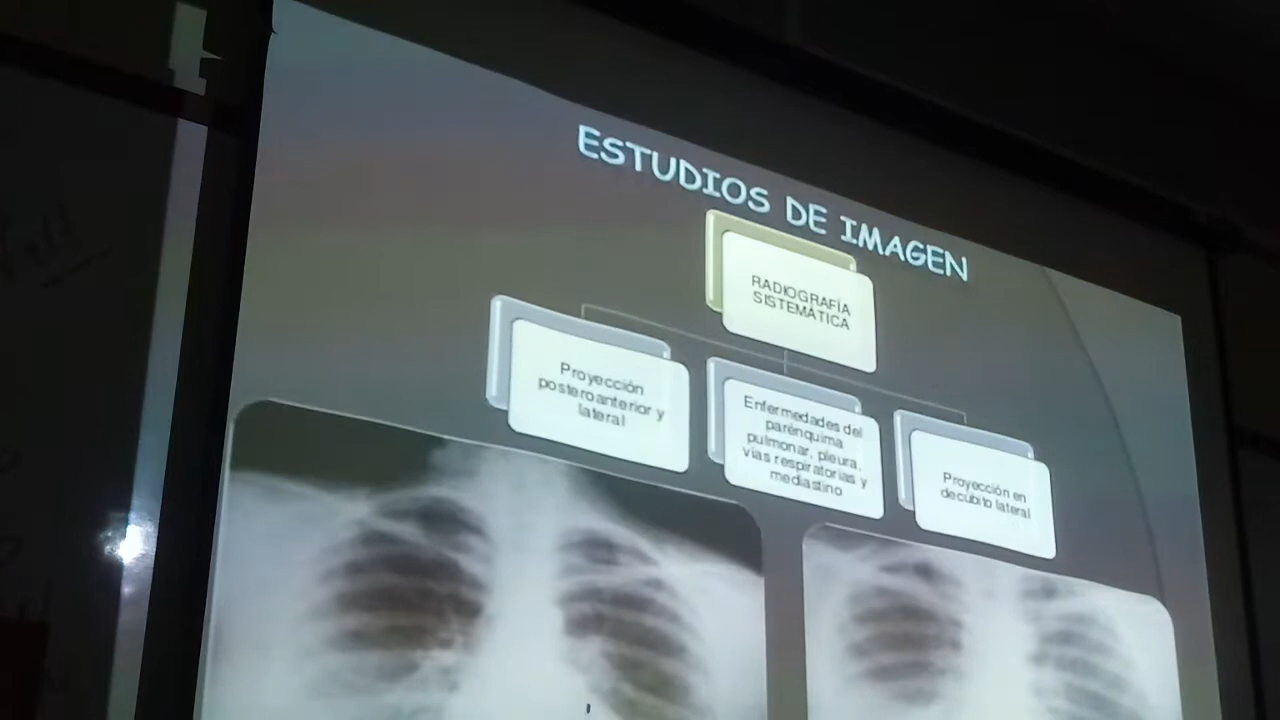 ESTUDIOS DE IMAGEN
RADIOGRAFÍA
SISTEMÁTICA
Proyección
posteroanterior y
lateral
Enfermedades del
parénquima
pulmonar, pleura,
vías respiratorias y
mediastino
Proyección en
decúbito lateral